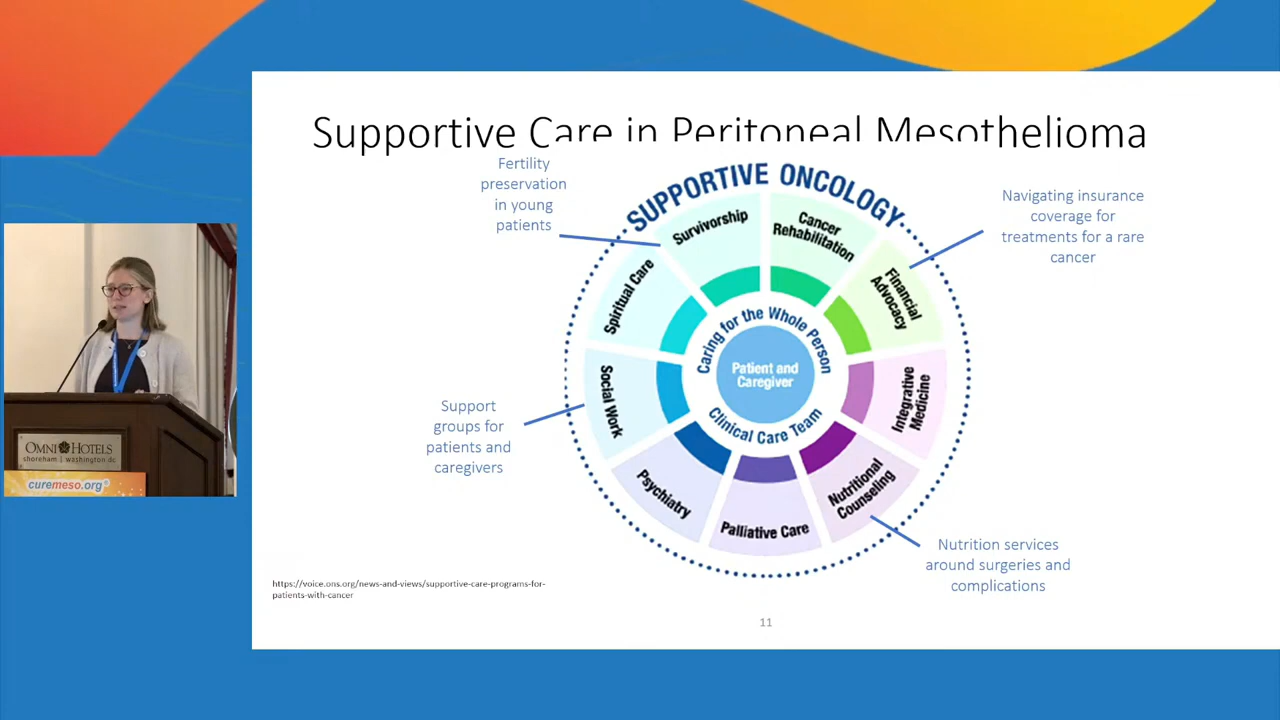 Supportive Care in Peritoneal Mesothelioma
Fertility
preservation
in young
patients
SUPPORTIVE ONCOLOGY
Survivorship
Cancer
Rehabilitation
Financial
Advocacy
Integrative
Medicine
Nutritional
Counseling
Palliative Care
Psychiatry
Social Work
Spiritual Care
Caring for the Whole Person
Patient and
Caregiver
Clinical Care Team
Navigating insurance
coverage for
treatments for a rare
cancer
Support
groups for
patients and
caregivers
Nutrition services
around surgeries and
complications
https://voice.ons.org/news-and-views/supportive-care-programs-for-
patients-with-cancer
11
OMNI HOTELS
shoreham | washington.dc
curemeso.org®